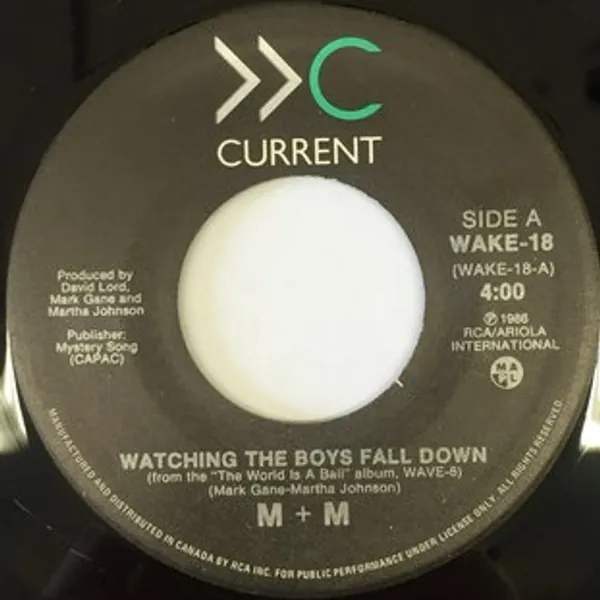 C
CURRENT
SIDE A
WAKE-18
(WAKE-18-A)
4:00
℗ 1986
RCA/ARIOLA
INTERNATIONAL
MAPL
Produced by
David Lord,
Mark Gane and
Martha Johnson
Publisher:
Mystery Song
(CAPAC)
WATCHING THE BOYS FALL DOWN
(from the "The World Is A Ball" album, WAVE-6)
(Mark Gane-Martha Johnson)
M + M
MANUFACTURED AND DISTRIBUTED IN CANADA BY RCA INC. FOR PUBLIC PERFORMANCE UNDER LICENSE ONLY. ALL RIGHTS RESERVED